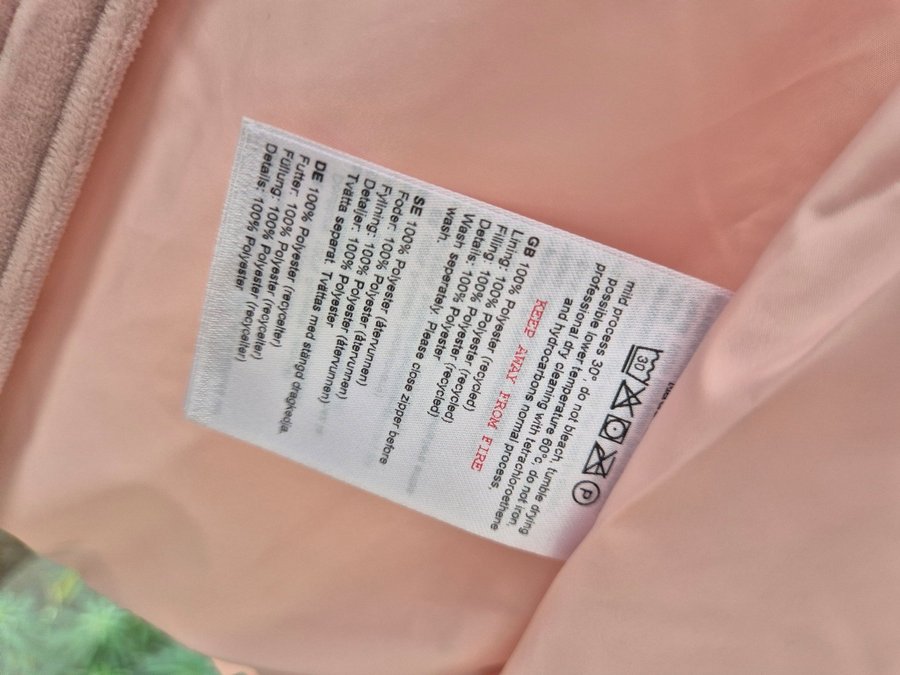 30
P
mild process 30°, do not bleach, tumble drying
possible lower temperature 60°c, do not iron,
professional dry cleaning with tetrachloroethene
and hydrocarbons normal process.
KEEP AWAY FROM FIRE
GB 100% Polyester (recycled)
Lining: 100% Polyester (recycled)
Filling: 100% Polyester (recycled)
Details: 100% Polyester
Wash separately. Please close zipper before
wash.
SE 100% Polyester (återvunnen)
Foder: 100% Polyester (återvunnen)
Fyllning: 100% Polyester (återvunnen)
Detaljer: 100% Polyester
Tvätta separat. Tvättas med stängd dragkedja.
DE 100% Polyester (recycelter)
Futter: 100% Polyester (recycelter)
Füllung: 100% Polyester (recycelter)
Details: 100% Polyester